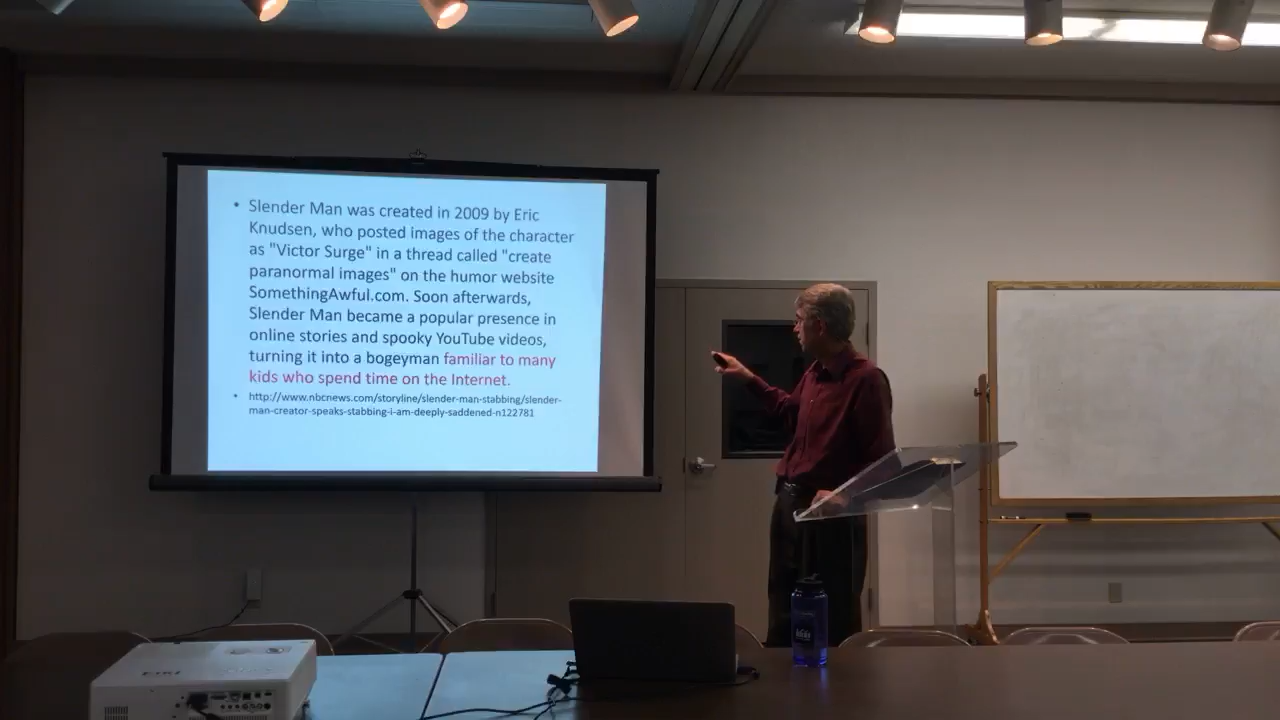 • Slender Man was created in 2009 by Eric
Knudsen, who posted images of the character
as "Victor Surge" in a thread called "create
paranormal images" on the humor website
SomethingAwful.com. Soon afterwards,
Slender Man became a popular presence in
online stories and spooky YouTube videos,
turning it into a bogeyman familiar to many
kids who spend time on the Internet.
• http://www.nbcnews.com/storyline/slender-man-stabbing/slender-
man-creator-speaks-stabbing-i-am-deeply-saddened-n122781
EIKI